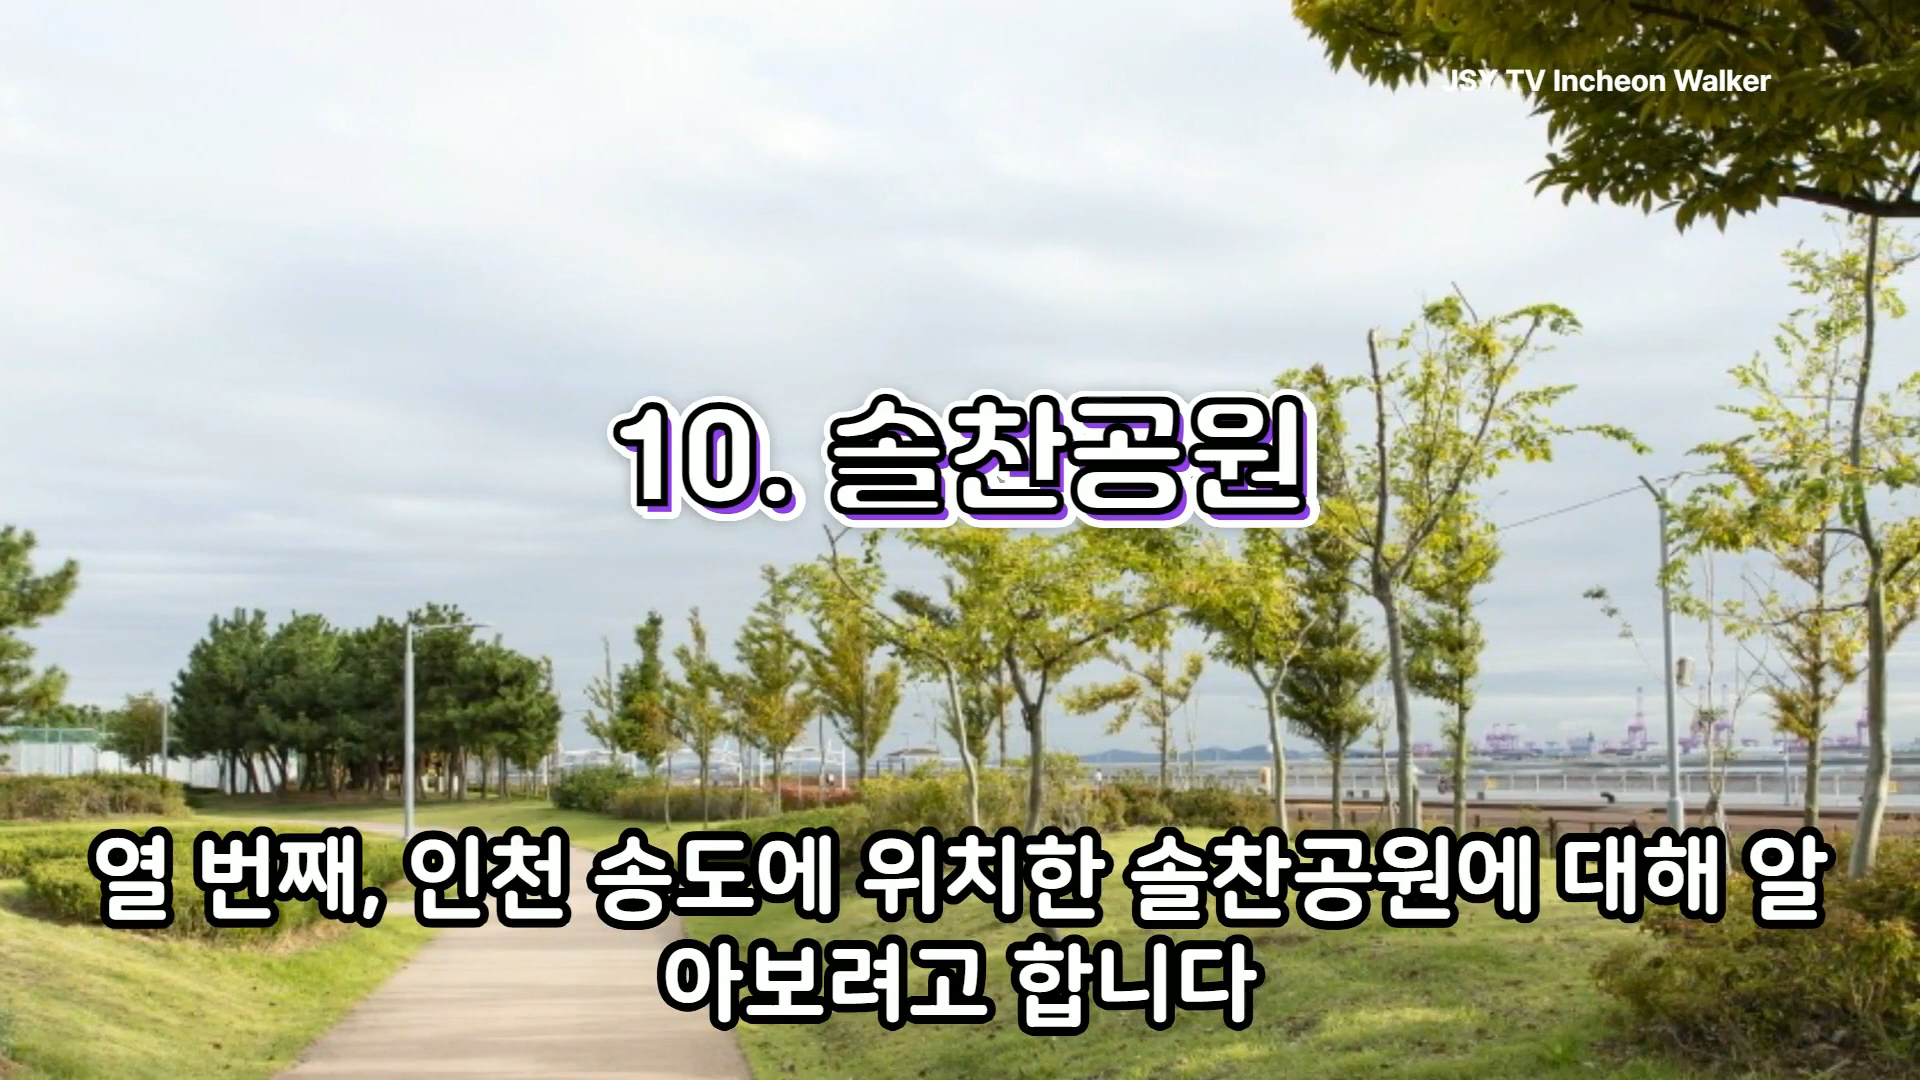 JSY TV Incheon Walker
10. 솔찬공원
열 번째, 인천 송도에 위치한 솔찬공원에 대해 알
아보려고 합니다